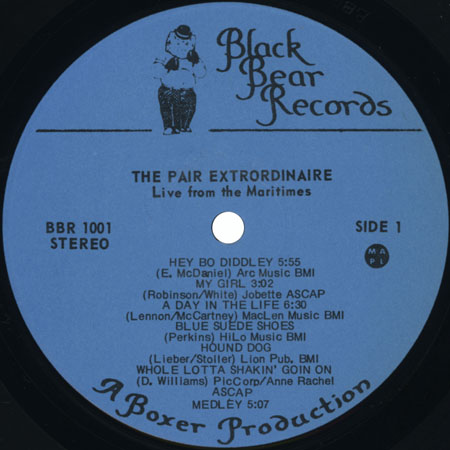 Black
Bear
Records
THE PAIR EXTRORDINAIRE
Live from the Maritimes
BBR 1001
STEREO
SIDE 1
MA
PL
HEY BO DIDDLEY 5:55
(E. McDaniel) Arc Music BMI
MY GIRL 3:02
(Robinson/White) Jobette ASCAP
A DAY IN THE LIFE 6:30
(Lennon/McCartney) MacLen Music BMI
BLUE SUEDE SHOES
(Perkins) HiLo Music BMI
HOUND DOG
(Lieber/Stoller) Lion Pub. BMI
WHOLE LOTTA SHAKIN' GOIN ON
(D. Williams) PicCorp/Anne Rachel
ASCAP
MEDLEY 5:07
A Boxer Production